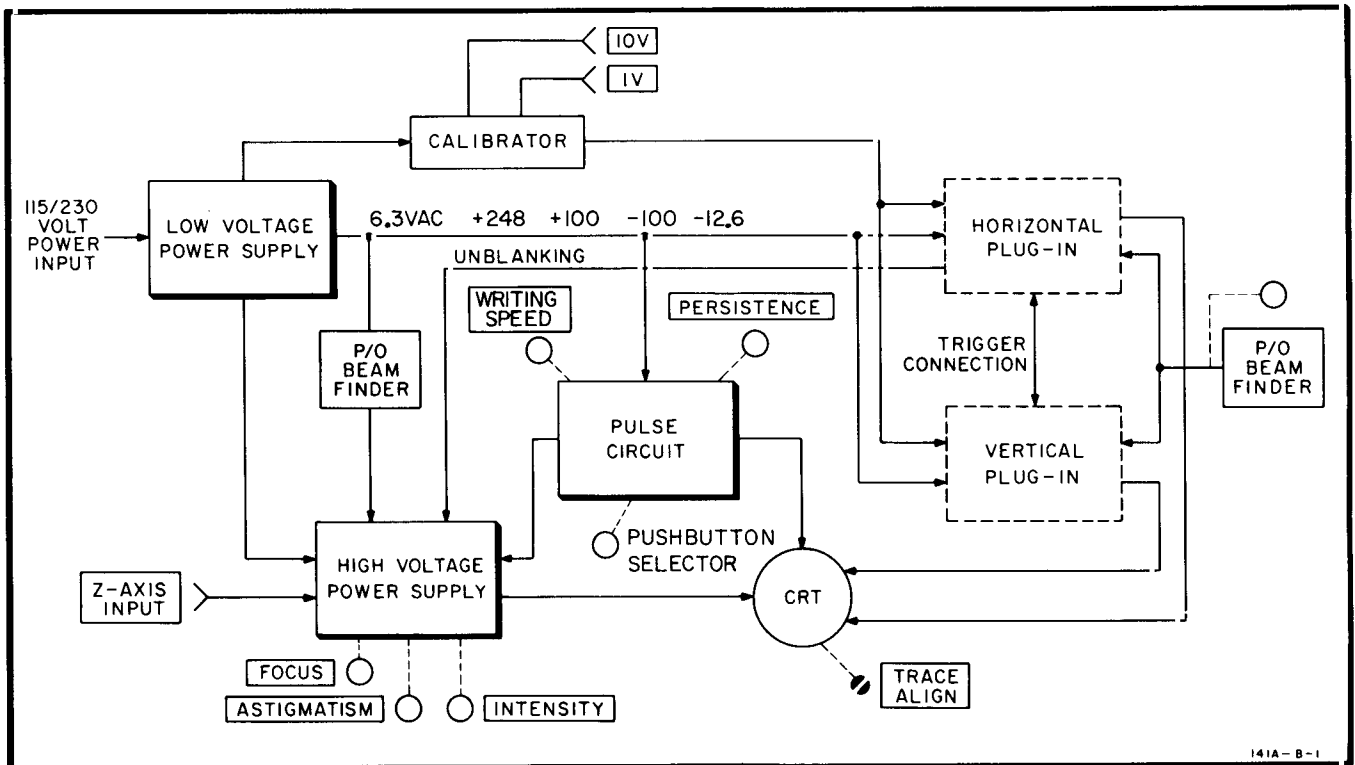 10V
1V
CALIBRATOR
115/230
VOLT
POWER
INPUT
LOW VOLTAGE
POWER SUPPLY
6.3VAC +248 +100 -100 -12.6
UNBLANKING
HORIZONTAL
PLUG-IN
WRITING
SPEED
PERSISTENCE
P/O
BEAM
FINDER
TRIGGER
CONNECTION
P/O
BEAM
FINDER
PULSE
CIRCUIT
VERTICAL
PLUG-IN
PUSHBUTTON
SELECTOR
HIGH VOLTAGE
POWER SUPPLY
Z-AXIS
INPUT
CRT
FOCUS
ASTIGMATISM
INTENSITY
TRACE
ALIGN
141A-B-1